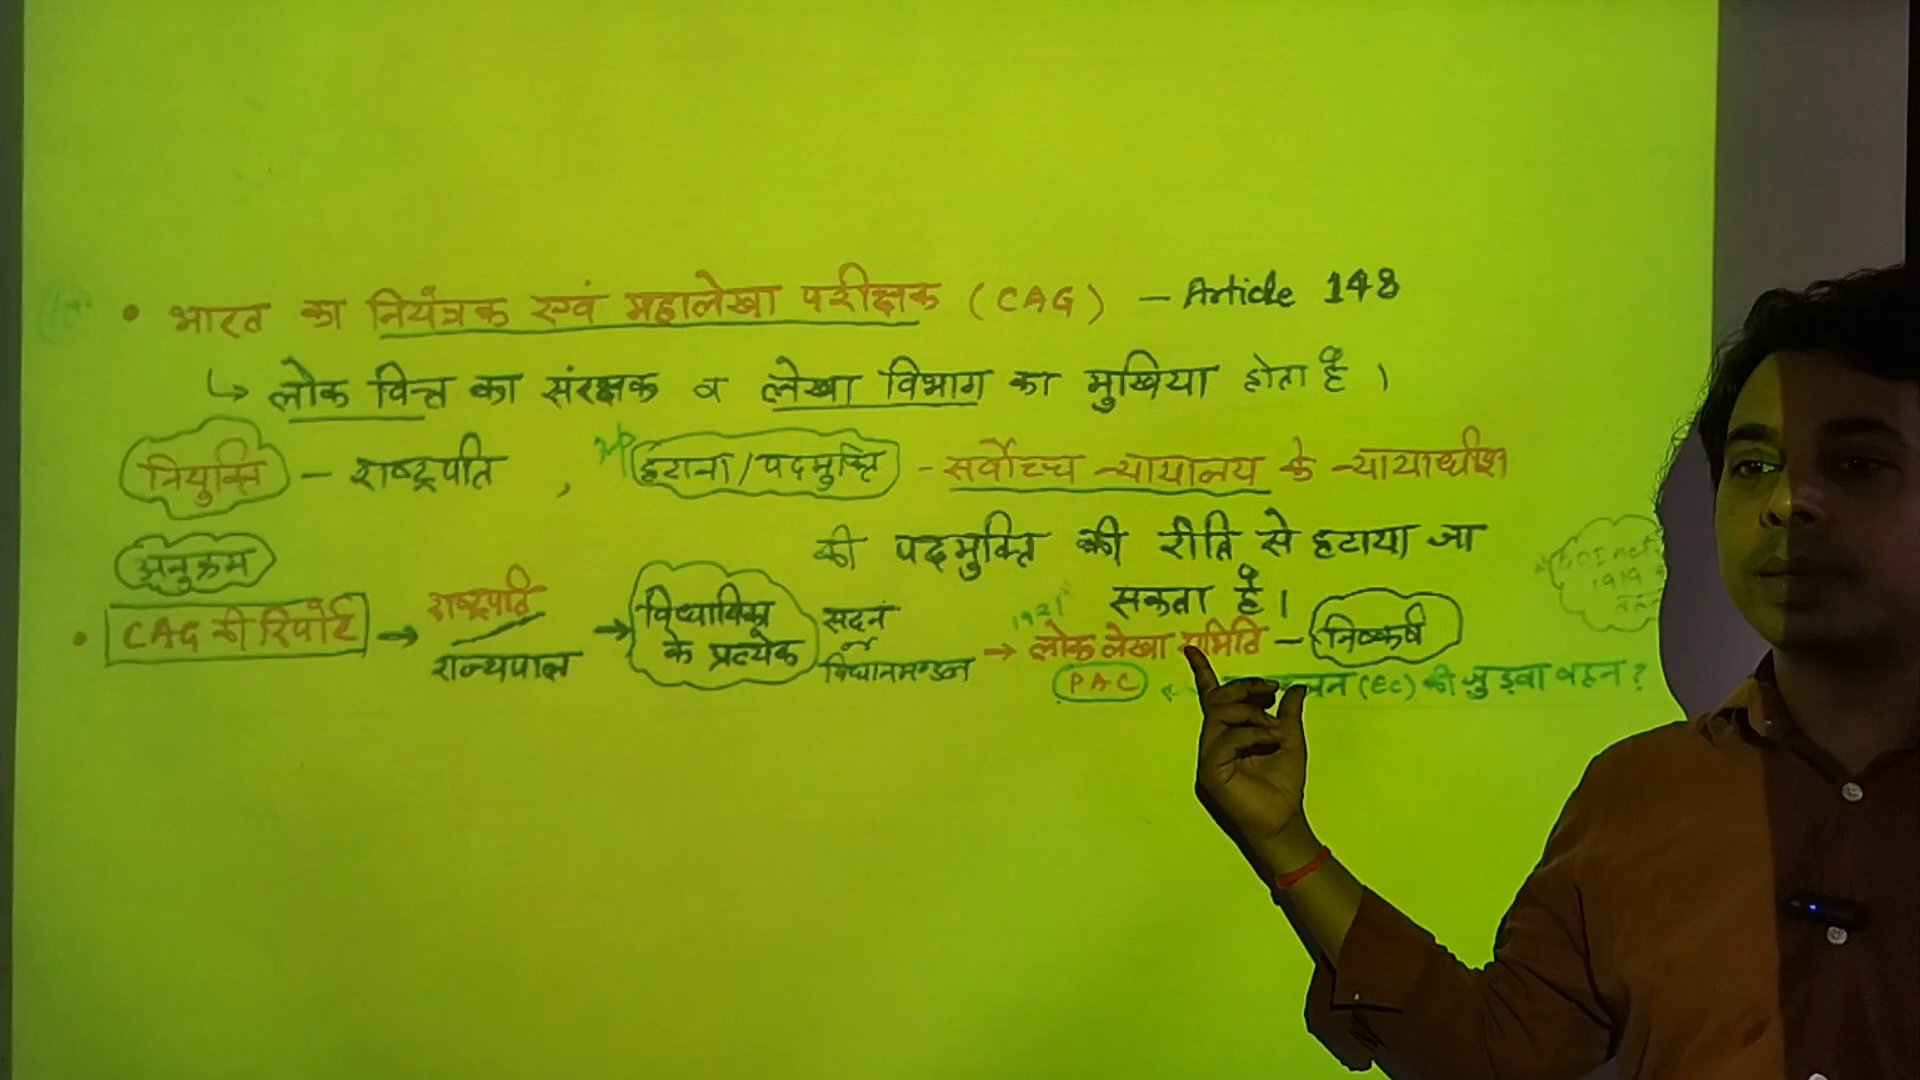 • भारत का नियंत्रक एवं महालेखा परीक्षक (CAG) – Article 148
↳ लोक वित्त का संरक्षक व लेखा विभाग का मुखिया होता है।
नियुक्ति – राष्ट्रपति , हटाना/पदमुक्ति - सर्वोच्च न्यायालय के न्यायाधीश
की पदमुक्ति की रीति से हटाया जा
सकता है।
अनुक्रम
• CAG की रिपोर्ट → राष्ट्रपति
राज्यपाल
→ विधायिका
के प्रत्येक
सदन
विधानमण्डल
1921
→ लोक लेखा समिति – निष्कर्ष
PAC
(EC) की जुड़वा बहन?
1919